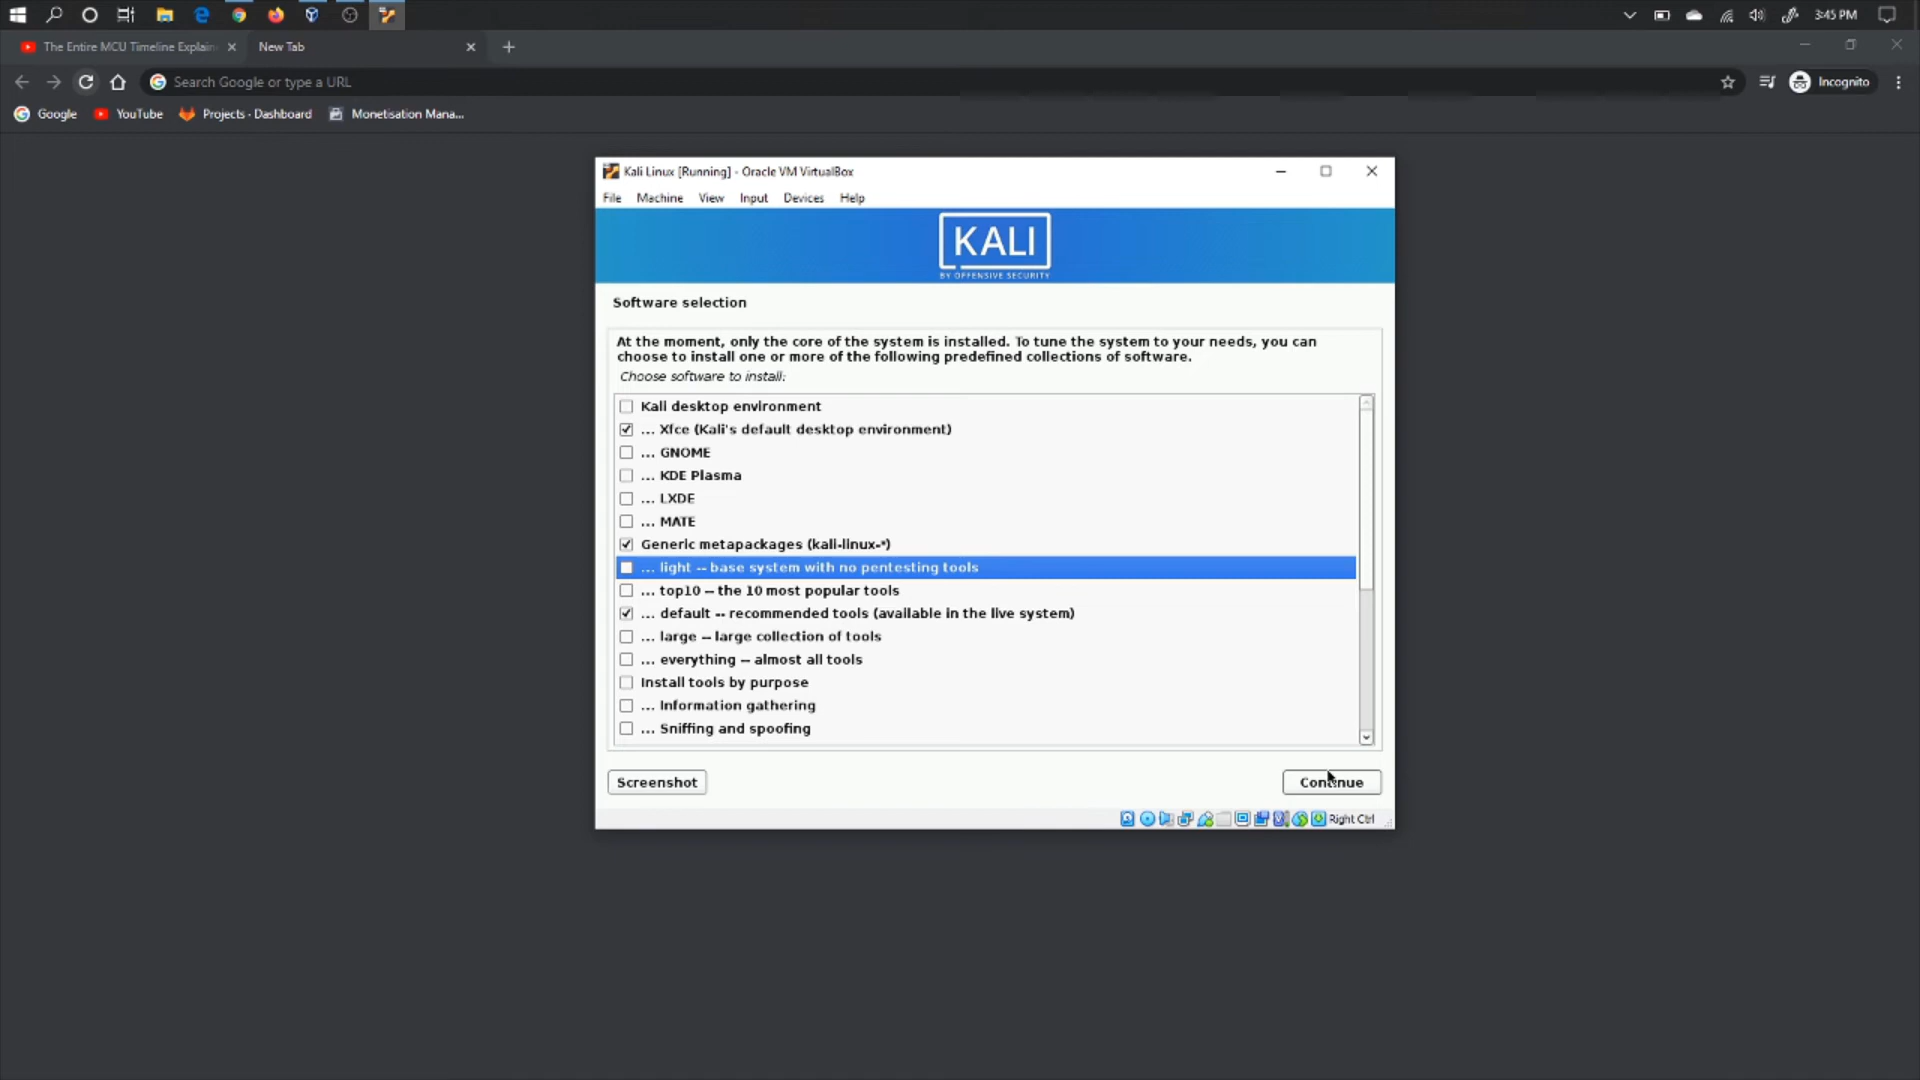 3:45 PM
The Entire MCU Timeline Explain
New Tab
Search Google or type a URL
Incognito
Google
YouTube
Projects · Dashboard
Monetisation Mana...
Kali Linux [Running] - Oracle VM VirtualBox
File Machine View Input Devices Help
KALI
BY OFFENSIVE SECURITY
Software selection
At the moment, only the core of the system is installed. To tune the system to your needs, you can
choose to install one or more of the following predefined collections of software.
Choose software to install:
Kali desktop environment
... Xfce (Kali's default desktop environment)
... GNOME
... KDE Plasma
... LXDE
... MATE
Generic metapackages (kali-linux-*)
... light -- base system with no pentesting tools
... top10 -- the 10 most popular tools
... default -- recommended tools (available in the live system)
... large -- large collection of tools
... everything -- almost all tools
Install tools by purpose
... Information gathering
... Sniffing and spoofing
Screenshot
Continue
Right Ctrl